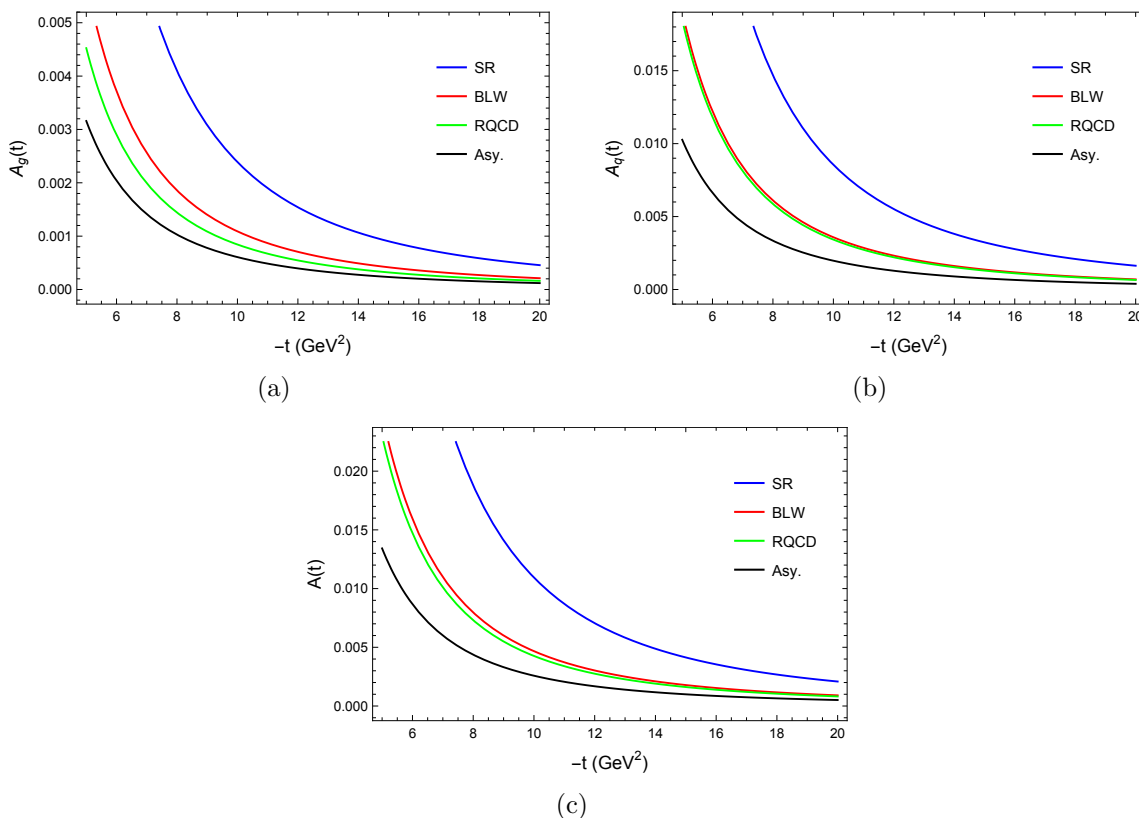 0.005
0.004
0.003
0.002
0.001
0.000
A_g(t)
SR
BLW
RQCD
Asy.
6 8 10 12 14 16 18 20
−t (GeV²)
(a)
0.015
0.010
0.005
0.000
A_q(t)
SR
BLW
RQCD
Asy.
6 8 10 12 14 16 18 20
−t (GeV²)
(b)
0.020
0.015
0.010
0.005
0.000
A(t)
SR
BLW
RQCD
Asy.
6 8 10 12 14 16 18 20
−t (GeV²)
(c)